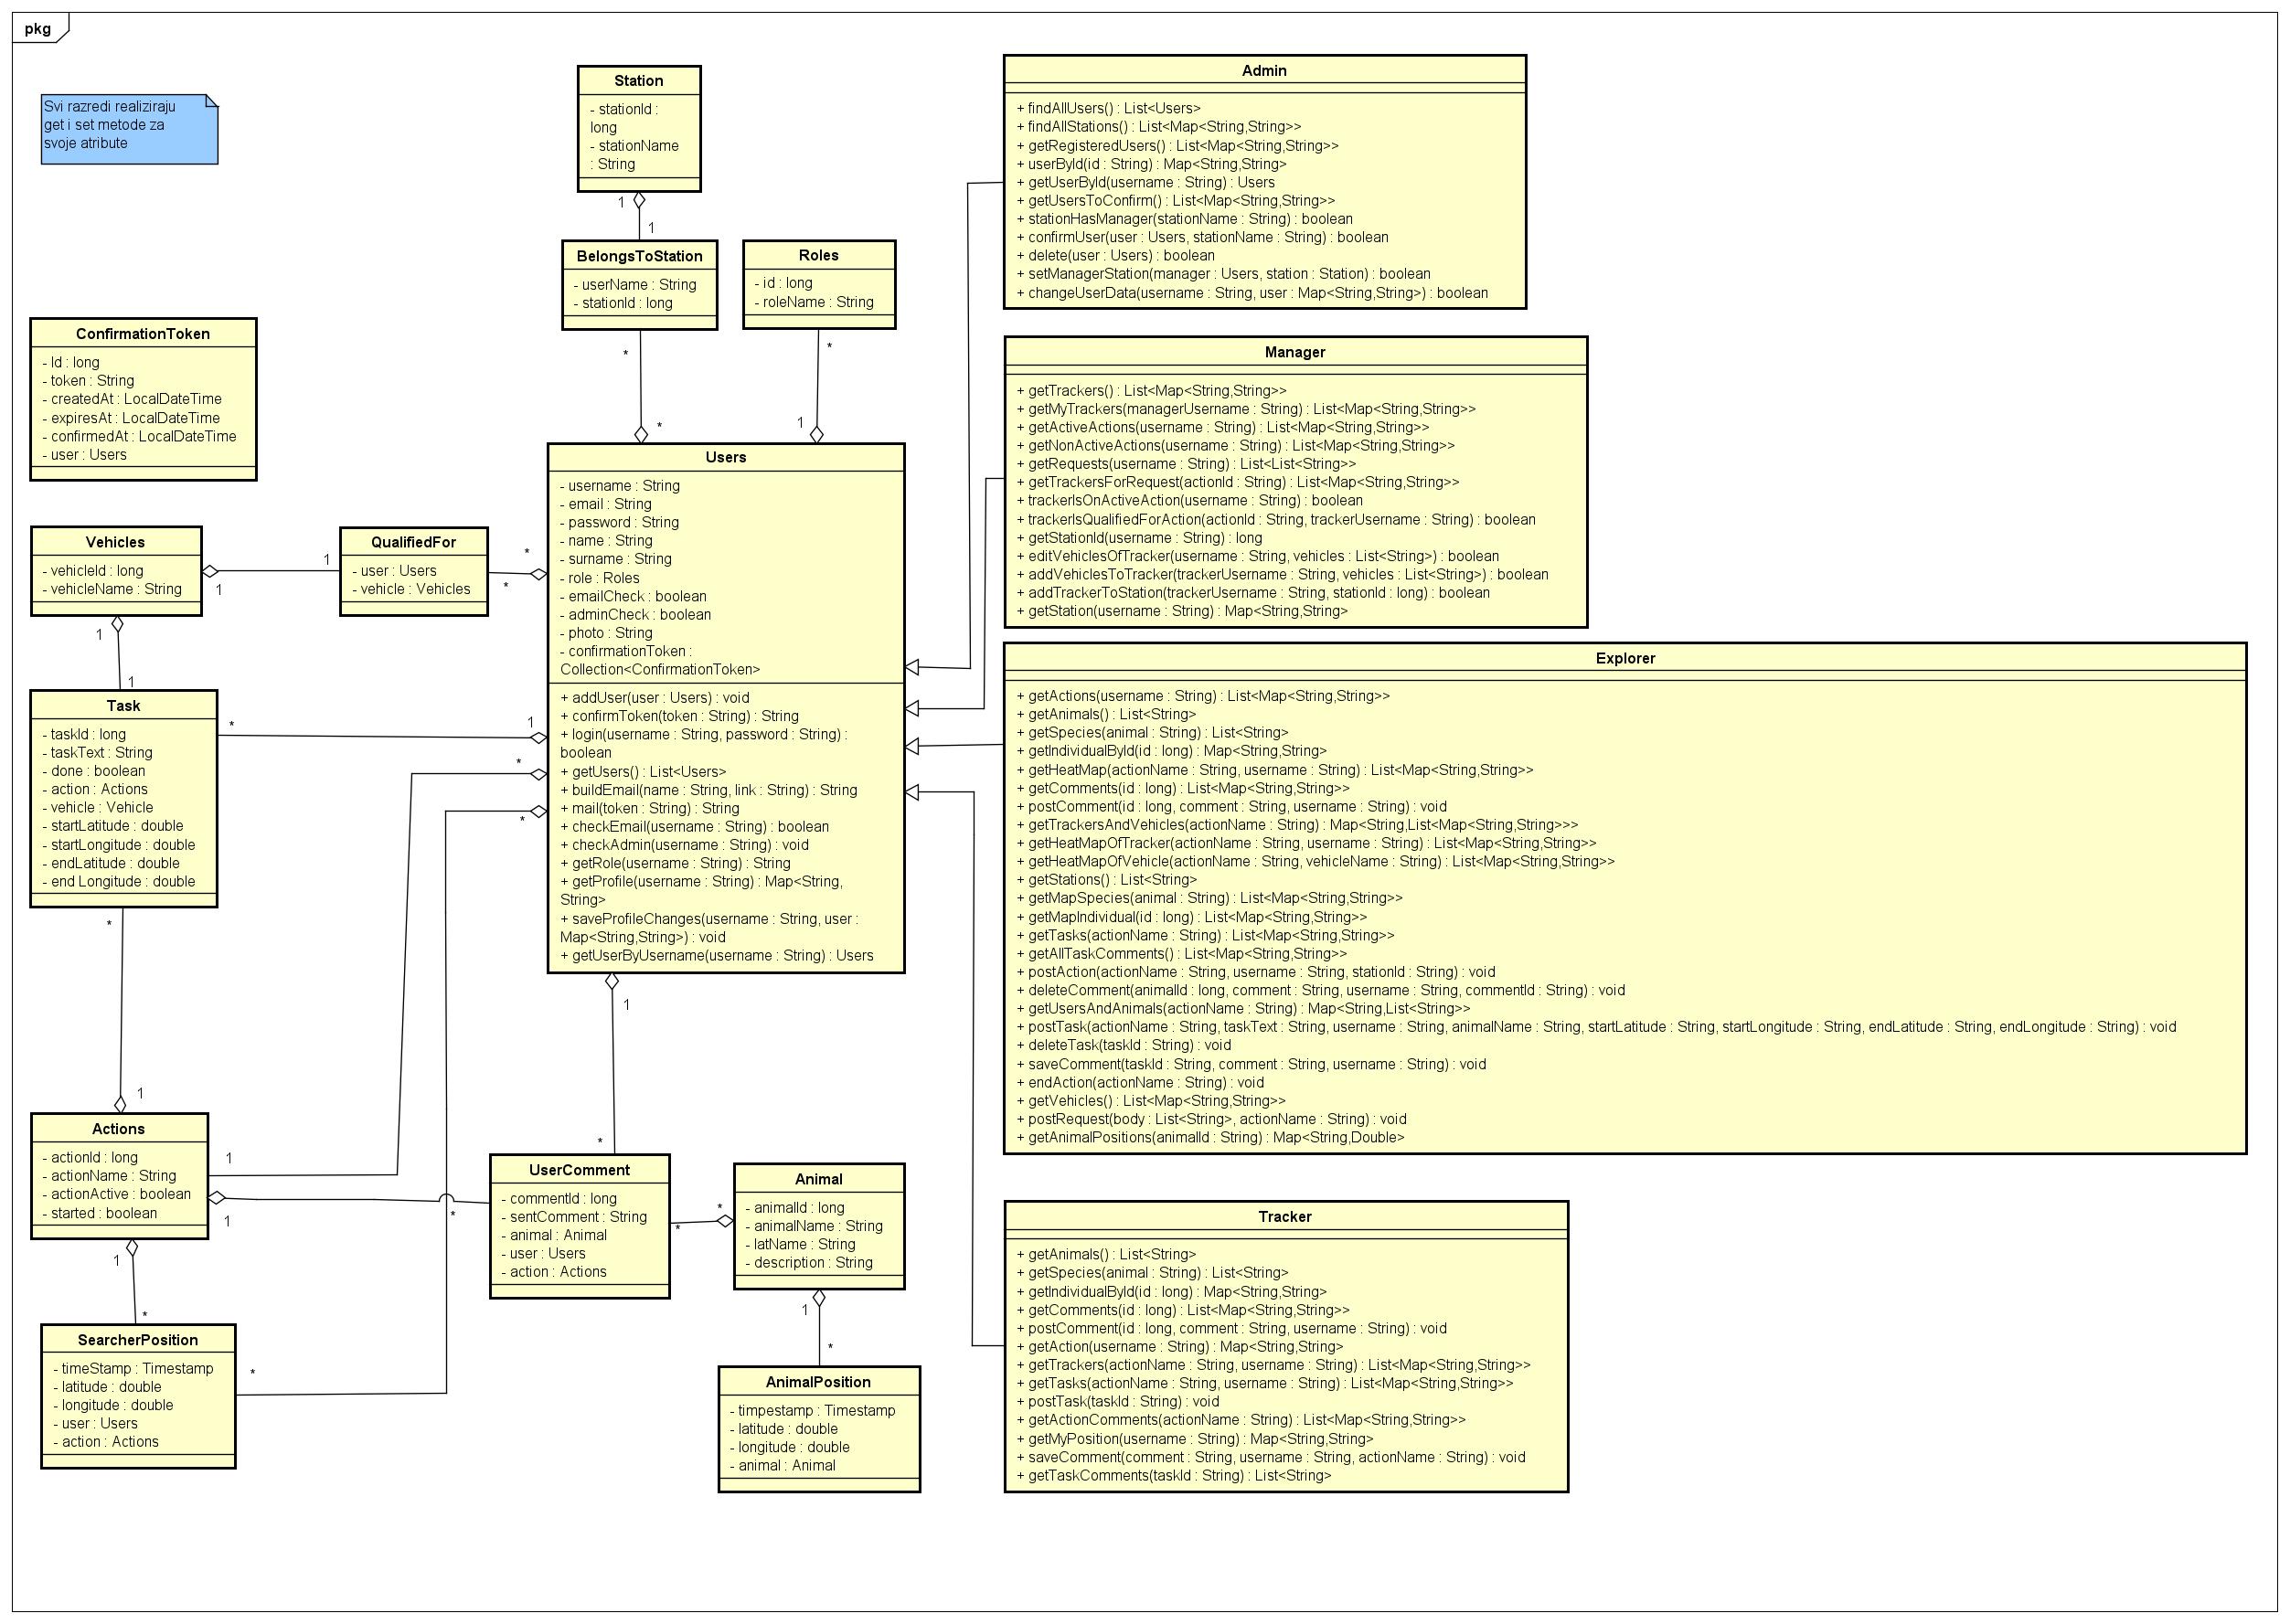 pkg
Svi razredi realiziraju
get i set metode za
svoje atribute
Station
- stationId :
long
- stationName
: String
1
1
BelongsToStation
- userName : String
- stationId : long
*
*
Roles
- id : long
- roleName : String
*
1
ConfirmationToken
- Id : long
- token : String
- createdAt : LocalDateTime
- expiresAt : LocalDateTime
- confirmedAt : LocalDateTime
- user : Users
Vehicles
- vehicleId : long
- vehicleName : String
1
1
QualifiedFor
- user : Users
- vehicle : Vehicles
*
*
1
1
Users
- username : String
- email : String
- password : String
- name : String
- surname : String
- role : Roles
- emailCheck : boolean
- adminCheck : boolean
- photo : String
- confirmationToken :
Collection<ConfirmationToken>
+ addUser(user : Users) : void
+ confirmToken(token : String) : String
+ login(username : String, password : String) :
boolean
+ getUsers() : List<Users>
+ buildEmail(name : String, link : String) : String
+ mail(token : String) : String
+ checkEmail(username : String) : boolean
+ checkAdmin(username : String) : void
+ getRole(username : String) : String
+ getProfile(username : String) : Map<String,
String>
+ saveProfileChanges(username : String, user :
Map<String,String>) : void
+ getUserByUsername(username : String) : Users
Task
- taskId : long
- taskText : String
- done : boolean
- action : Actions
- vehicle : Vehicle
- startLatitude : double
- startLongitude : double
- endLatitude : double
- end Longitude : double
*
1
*
*
*
1
1
*
Actions
- actionId : long
- actionName : String
- actionActive : boolean
- started : boolean
1
1
*
1
*
SearcherPosition
- timeStamp : Timestamp
- latitude : double
- longitude : double
- user : Users
- action : Actions
*
UserComment
- commentId : long
- sentComment : String
- animal : Animal
- user : Users
- action : Actions
*
*
Animal
- animalId : long
- animalName : String
- latName : String
- description : String
1
*
AnimalPosition
- timpestamp : Timestamp
- latitude : double
- longitude : double
- animal : Animal
Admin
+ findAllUsers() : List<Users>
+ findAllStations() : List<Map<String,String>>
+ getRegisteredUsers() : List<Map<String,String>>
+ userById(id : String) : Map<String,String>
+ getUserById(username : String) : Users
+ getUsersToConfirm() : List<Map<String,String>>
+ stationHasManager(stationName : String) : boolean
+ confirmUser(user : Users, stationName : String) : boolean
+ delete(user : Users) : boolean
+ setManagerStation(manager : Users, station : Station) : boolean
+ changeUserData(username : String, user : Map<String,String>) : boolean
Manager
+ getTrackers() : List<Map<String,String>>
+ getMyTrackers(managerUsername : String) : List<Map<String,String>>
+ getActiveActions(username : String) : List<Map<String,String>>
+ getNonActiveActions(username : String) : List<Map<String,String>>
+ getRequests(username : String) : List<List<String>>
+ getTrackersForRequest(actionId : String) : List<Map<String,String>>
+ trackerIsOnActiveAction(username : String) : boolean
+ trackerIsQualifiedForAction(actionId : String, trackerUsername : String) : boolean
+ getStationId(username : String) : long
+ editVehiclesOfTracker(username : String, vehicles : List<String>) : boolean
+ addVehiclesToTracker(trackerUsername : String, vehicles : List<String>) : boolean
+ addTrackerToStation(trackerUsername : String, stationId : long) : boolean
+ getStation(username : String) : Map<String,String>
Explorer
+ getActions(username : String) : List<Map<String,String>>
+ getAnimals() : List<String>
+ getSpecies(animal : String) : List<String>
+ getIndividualById(id : long) : Map<String,String>
+ getHeatMap(actionName : String, username : String) : List<Map<String,String>>
+ getComments(id : long) : List<Map<String,String>>
+ postComment(id : long, comment : String, username : String) : void
+ getTrackersAndVehicles(actionName : String) : Map<String,List<Map<String,String>>>
+ getHeatMapOfTracker(actionName : String, username : String) : List<Map<String,String>>
+ getHeatMapOfVehicle(actionName : String, vehicleName : String) : List<Map<String,String>>
+ getStations() : List<String>
+ getMapSpecies(animal : String) : List<Map<String,String>>
+ getMapIndividual(id : long) : List<Map<String,String>>
+ getTasks(actionName : String) : List<Map<String,String>>
+ getAllTaskComments() : List<Map<String,String>>
+ postAction(actionName : String, username : String, stationId : String) : void
+ deleteComment(animalId : long, comment : String, username : String, commentId : String) : void
+ getUsersAndAnimals(actionName : String) : Map<String,List<String>>
+ postTask(actionName : String, taskText : String, username : String, animalName : String, startLatitude : String, startLongitude : String, endLatitude : String, endLongitude : String) : void
+ deleteTask(taskId : String) : void
+ saveComment(taskId : String, comment : String, username : String) : void
+ endAction(actionName : String) : void
+ getVehicles() : List<Map<String,String>>
+ postRequest(body : List<String>, actionName : String) : void
+ getAnimalPositions(animalId : String) : Map<String,Double>
Tracker
+ getAnimals() : List<String>
+ getSpecies(animal : String) : List<String>
+ getIndividualById(id : long) : Map<String,String>
+ getComments(id : long) : List<Map<String,String>>
+ postComment(id : long, comment : String, username : String) : void
+ getAction(username : String) : Map<String,String>
+ getTrackers(actionName : String, username : String) : List<Map<String,String>>
+ getTasks(actionName : String, username : String) : List<Map<String,String>>
+ postTask(taskId : String) : void
+ getActionComments(actionName : String) : List<Map<String,String>>
+ getMyPosition(username : String) : Map<String,String>
+ saveComment(comment : String, username : String, actionName : String) : void
+ getTaskComments(taskId : String) : List<String>